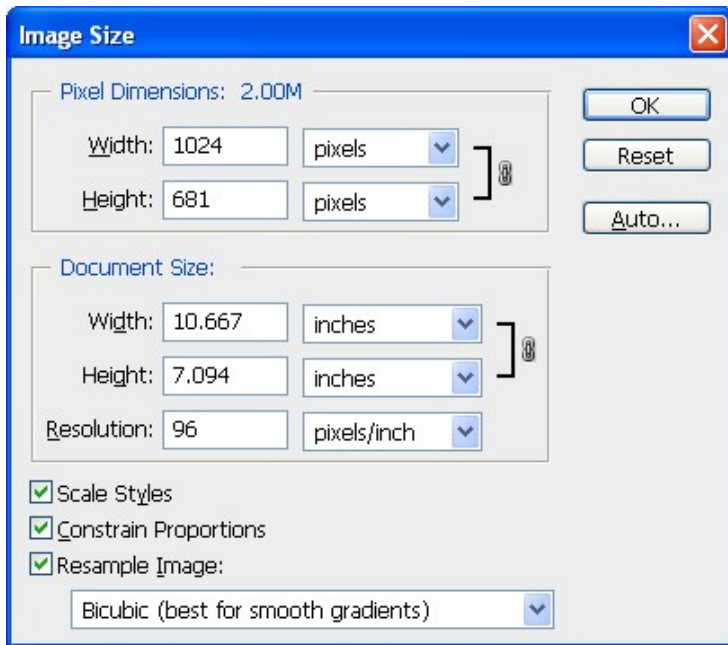 Image Size
Pixel Dimensions: 2.00M
Width: 1024 pixels
Height: 681 pixels
OK
Reset
Auto...
Document Size:
Width: 10.667 inches
Height: 7.094 inches
Resolution: 96 pixels/inch
Scale Styles
Constrain Proportions
Resample Image:
Bicubic (best for smooth gradients)